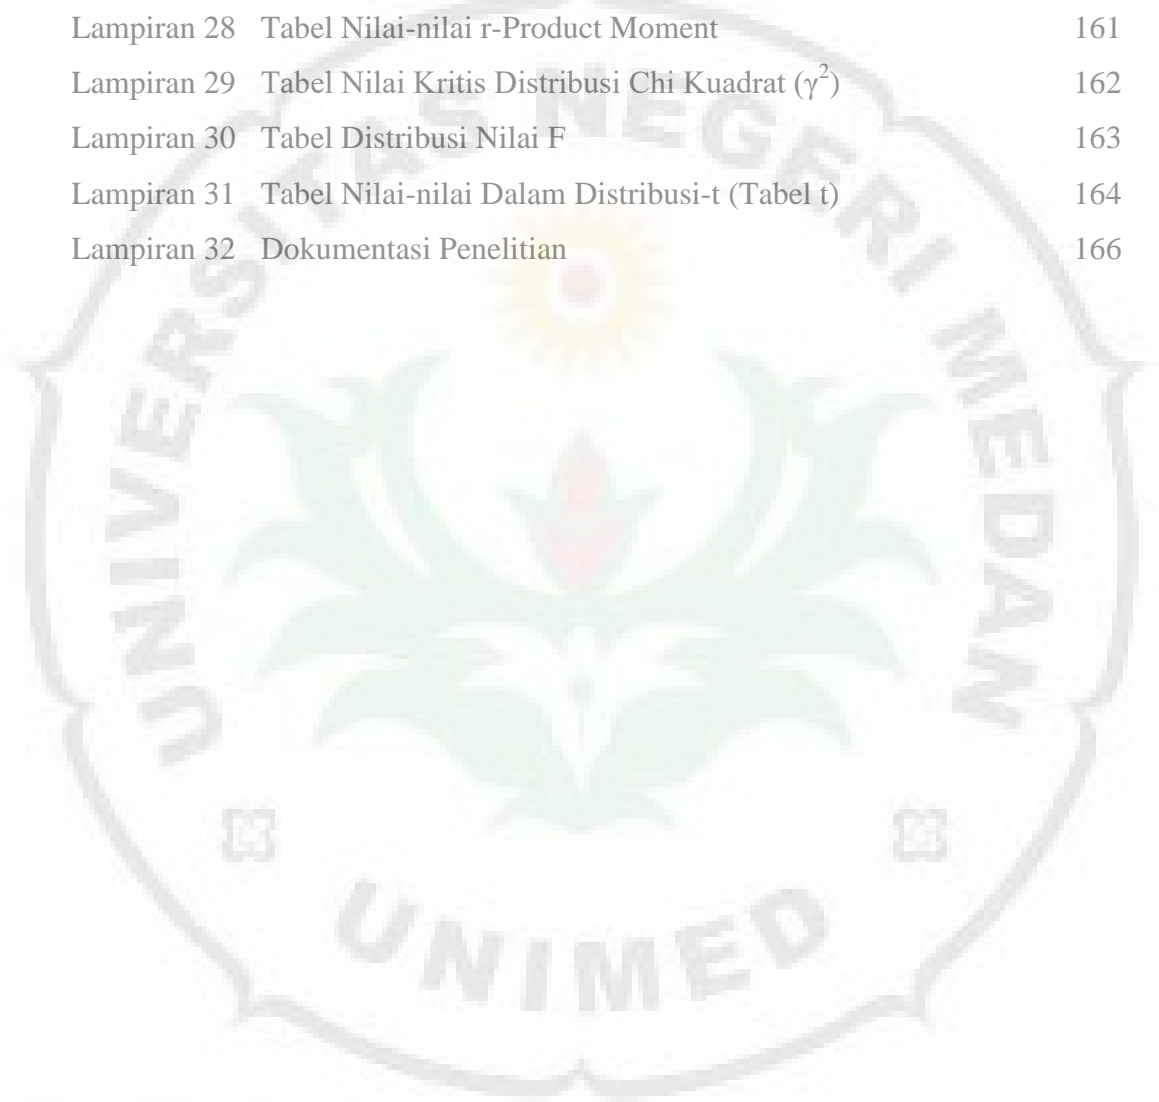 Lampiran 28 Tabel Nilai-nilai r-Product Moment 161
Lampiran 29 Tabel Nilai Kritis Distribusi Chi Kuadrat (γ²) 162
Lampiran 30 Tabel Distribusi Nilai F 163
Lampiran 31 Tabel Nilai-nilai Dalam Distribusi-t (Tabel t) 164
Lampiran 32 Dokumentasi Penelitian 166
UNIVERSITAS NEGERI MEDAN
UNIMED